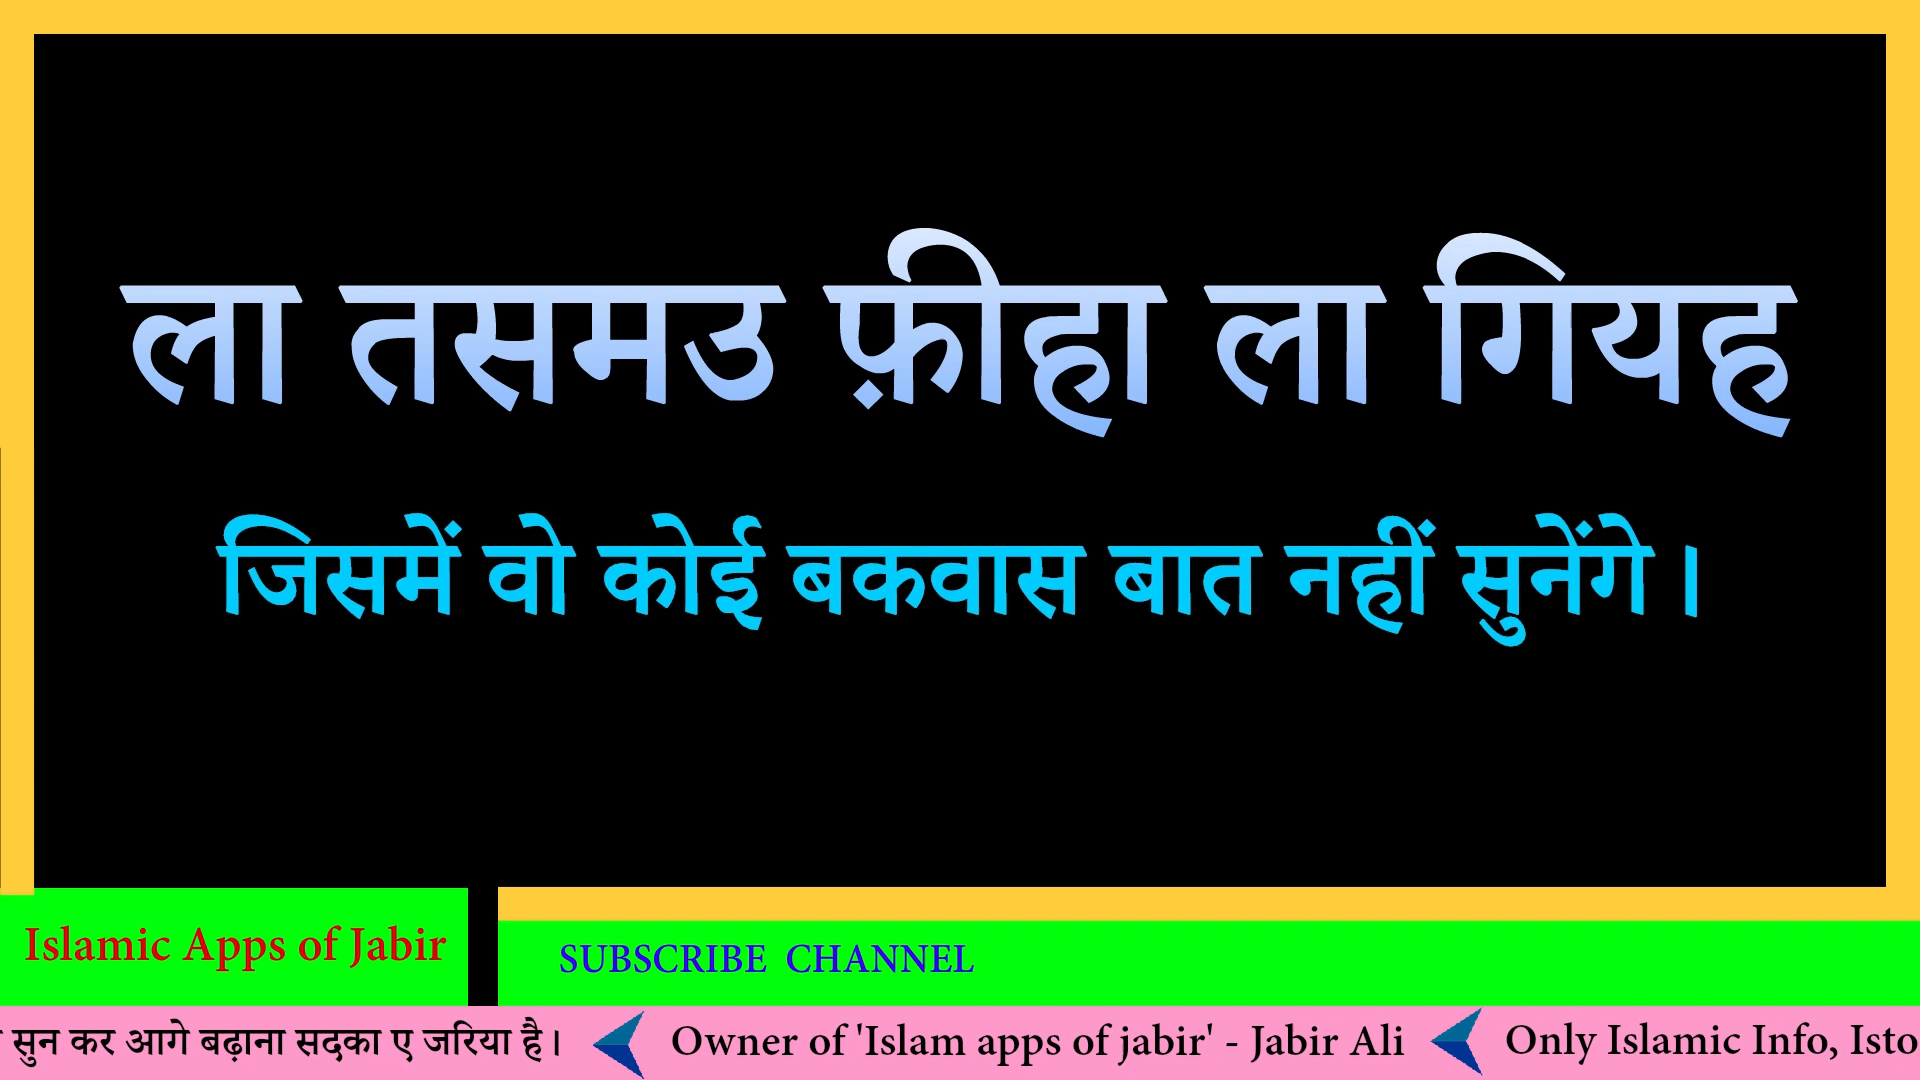 ला तसमउ फ़ीहा ला गियह
जिसमें वो कोई बकवास बात नहीं सुनेंगे।
Islamic Apps of Jabir
SUBSCRIBE CHANNEL
सुन कर आगे बढ़ाना सदका ए जरिया है। Owner of 'Islam apps of jabir' - Jabir Ali Only Islamic Info, Isto